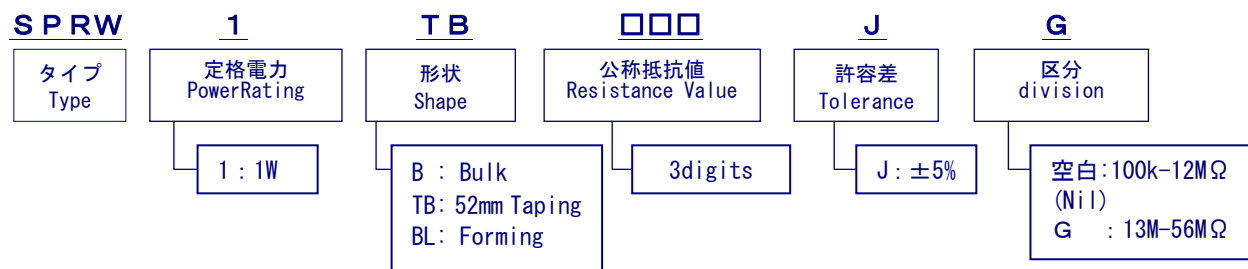 ＳＰＲＷ １ ＴＢ □□□ Ｊ Ｇ
タイプ
Type
定格電力
PowerRating
形状
Shape
公称抵抗値
Resistance Value
許容差
Tolerance
区分
division
1：1W
B : Bulk
TB: 52mm Taping
BL: Forming
3digits
J：±5%
空白:100k-12MΩ
(Nil)
Ｇ :13M-56MΩ